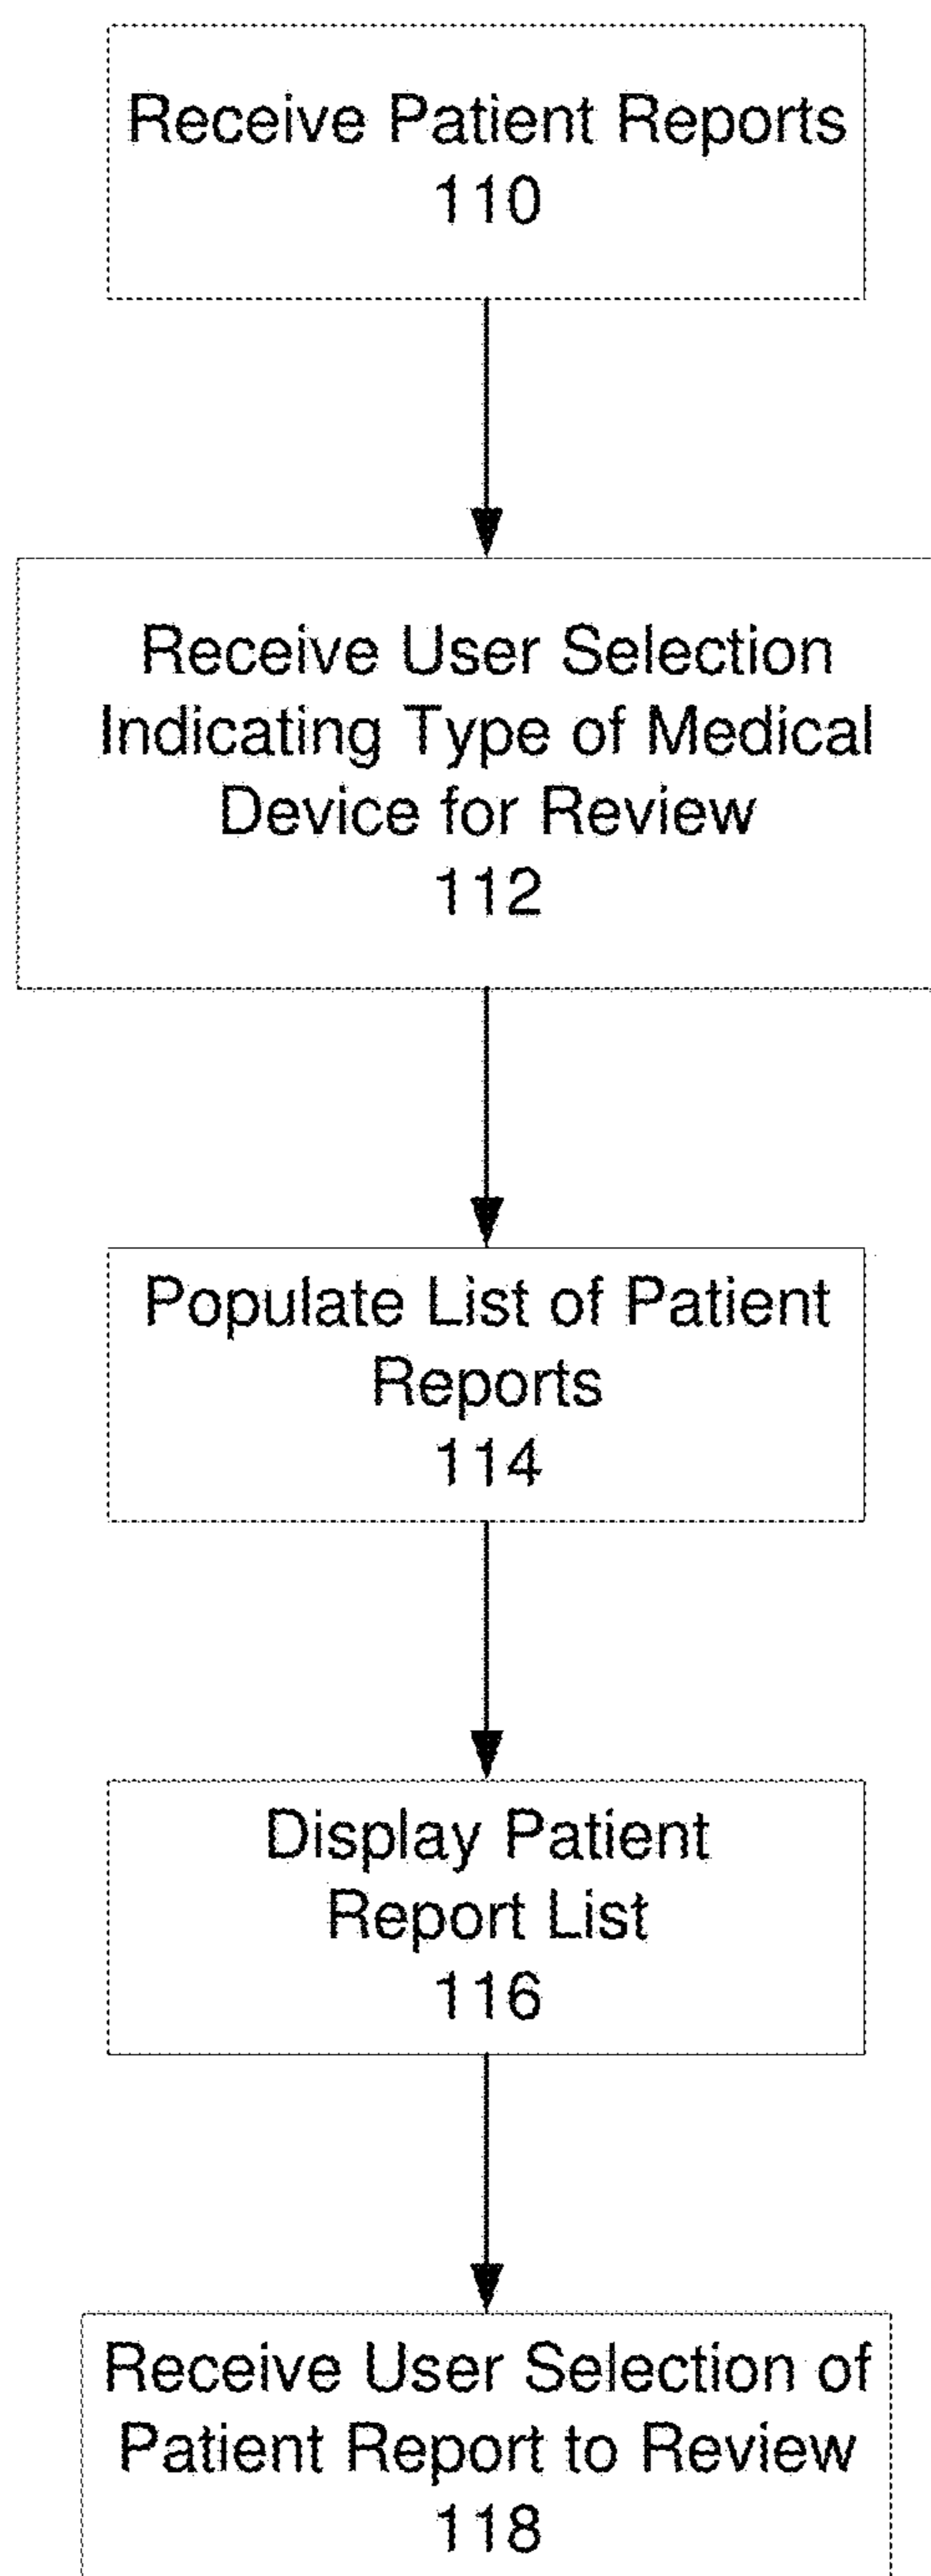 Receive Patient Reports
110
Receive User Selection
Indicating Type of Medical
Device for Review
112
Populate List of Patient
Reports
114
Display Patient
Report List
116
Receive User Selection of
Patient Report to Review
118